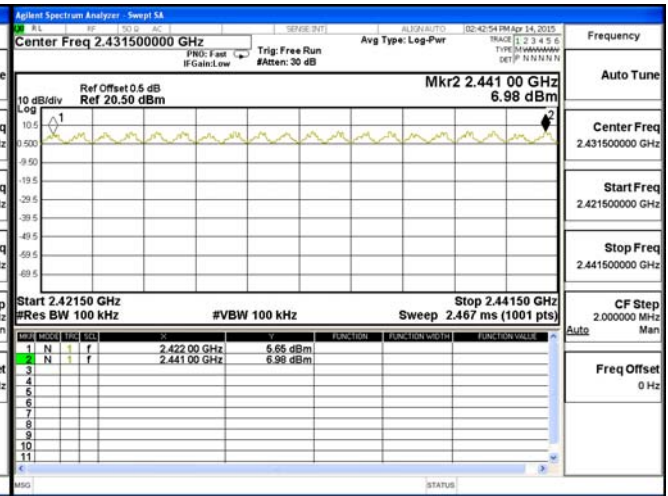 Agilent Spectrum Analyzer - Swept SA
RL RF 50 Ω AC SENSE:INT ALIGNAUTO 02:42:54 PM Apr 14, 2015
Center Freq 2.431500000 GHz
PNO: Fast
IFGain:Low
Trig: Free Run
#Atten: 30 dB
Avg Type: Log-Pwr
TRACE 1 2 3 4 5 6
TYPE MWWWWW
DET P NNNNN
Frequency
Auto Tune
Ref Offset 0.5 dB
10 dB/div Ref 20.50 dBm
Log
Mkr2 2.441 00 GHz
6.98 dBm
1
2
10.5
0.500
-9.50
-19.5
-29.5
-39.5
-49.5
-59.5
-69.5
Center Freq
2.431500000 GHz
Start Freq
2.421500000 GHz
Stop Freq
2.441500000 GHz
Start 2.42150 GHz Stop 2.44150 GHz
#Res BW 100 kHz #VBW 100 kHz Sweep 2.467 ms (1001 pts)
CF Step
2.000000 MHz
Auto Man
MKR MODE TRC SCL X Y FUNCTION FUNCTION WIDTH FUNCTION VALUE
1 N 1 f 2.422 00 GHz 5.65 dBm
2 N 1 f 2.441 00 GHz 6.98 dBm
3
4
5
6
7
8
9
10
11
Freq Offset
0 Hz
MSG STATUS